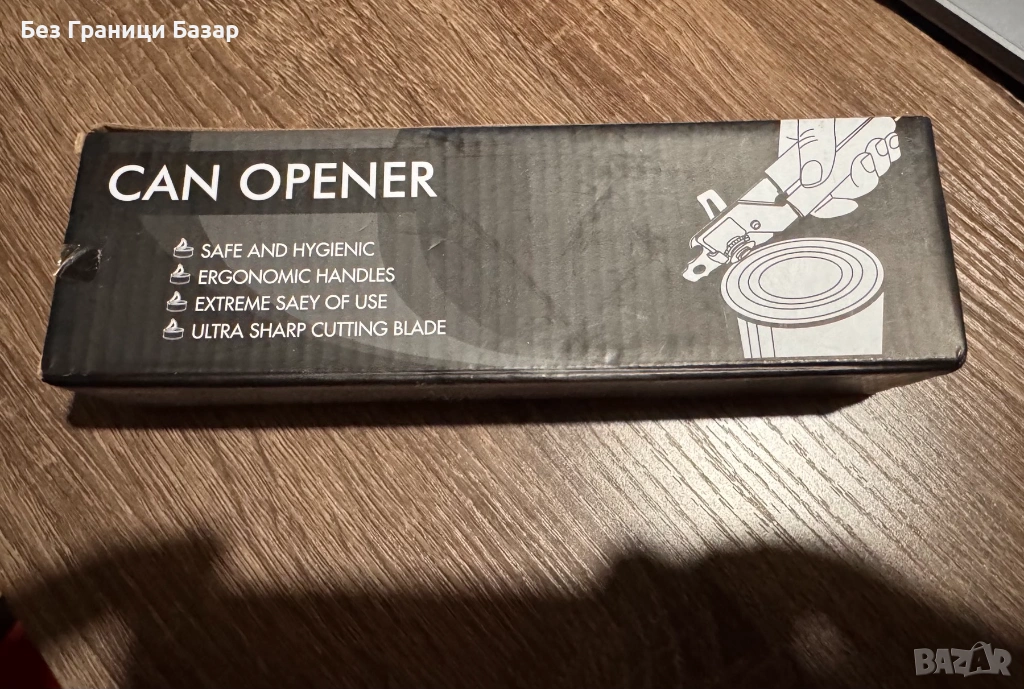 Без Граници Базар
CAN OPENER
SAFE AND HYGIENIC
ERGONOMIC HANDLES
EXTREME SAEY OF USE
ULTRA SHARP CUTTING BLADE
BAZAR